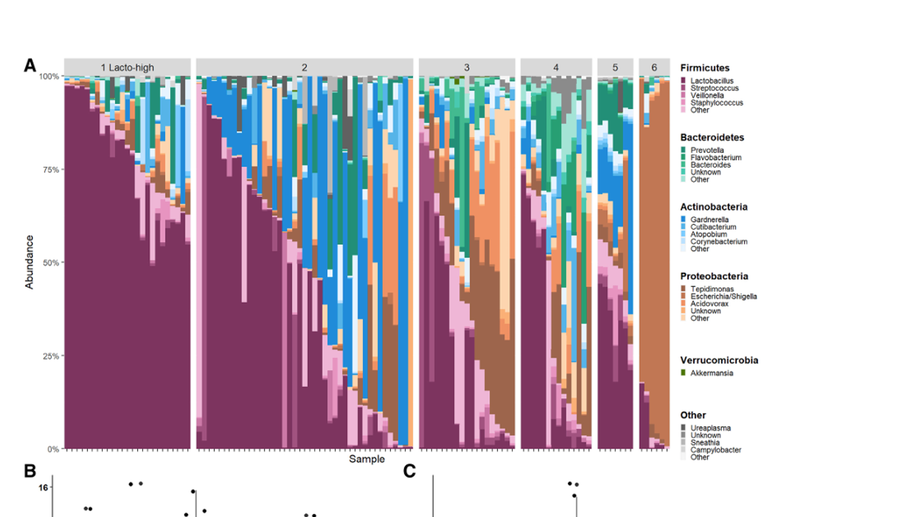 A
1 Lacto-high 2 3 4 5 6
100%
75%
50%
25%
0%
Abundance
Sample
Firmicutes
Lactobacillus
Streptococcus
Veillonella
Staphylococcus
Other
Bacteroidetes
Prevotella
Flavobacterium
Bacteroides
Unknown
Other
Actinobacteria
Gardnerella
Cutibacterium
Atopobium
Corynebacterium
Other
Proteobacteria
Tepidimonas
Escherichia/Shigella
Acidovorax
Unknown
Other
Verrucomicrobia
Akkermansia
Other
Ureaplasma
Unknown
Sneathia
Campylobacter
Other
B
16
C